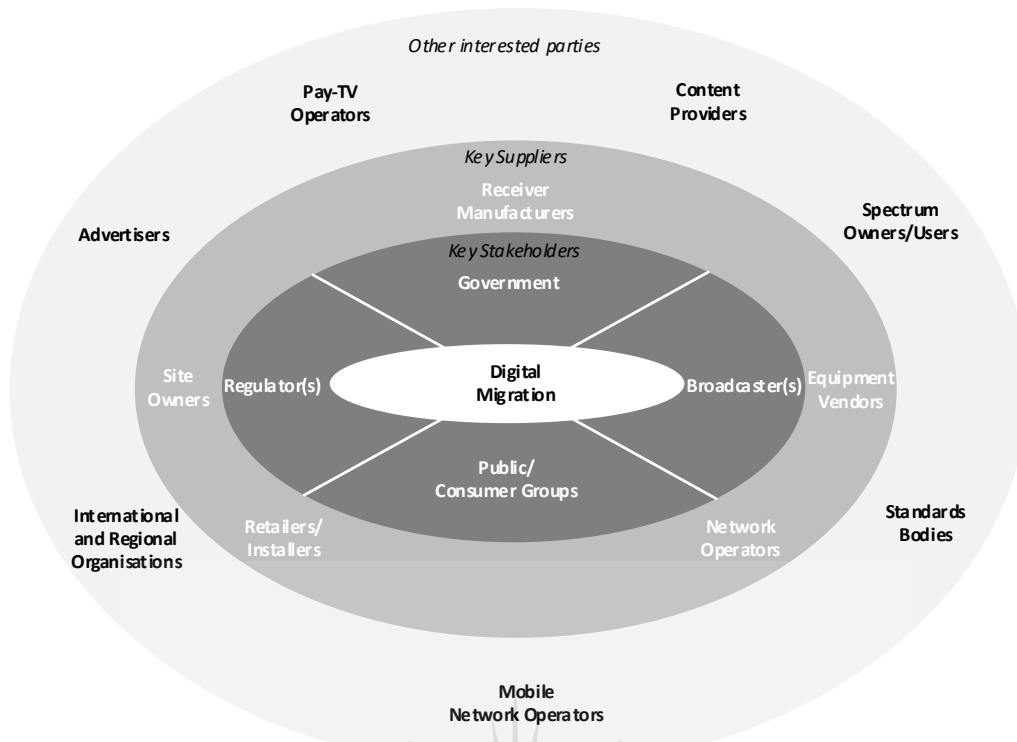 Other interested parties
Pay-TV
Operators
Content
Providers
Key Suppliers
Receiver
Manufacturers
Advertisers
Spectrum
Owners/Users
Key Stakeholders
Government
Site
Owners
Regulator(s)
Digital
Migration
Broadcaster(s)
Equipment
Vendors
Public/
Consumer Groups
International
and Regional
Organisations
Retailers/
Installers
Network
Operators
Standards
Bodies
Mobile
Network Operators